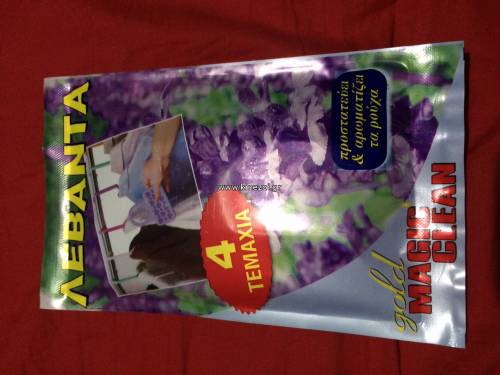 ΛΕΒΑΝΤΑ
προστατεύει
& αρωματίζει
τα ρούχα
4
ΤΕΜΑΧΙΑ
gold
MAGIC
CLEAN